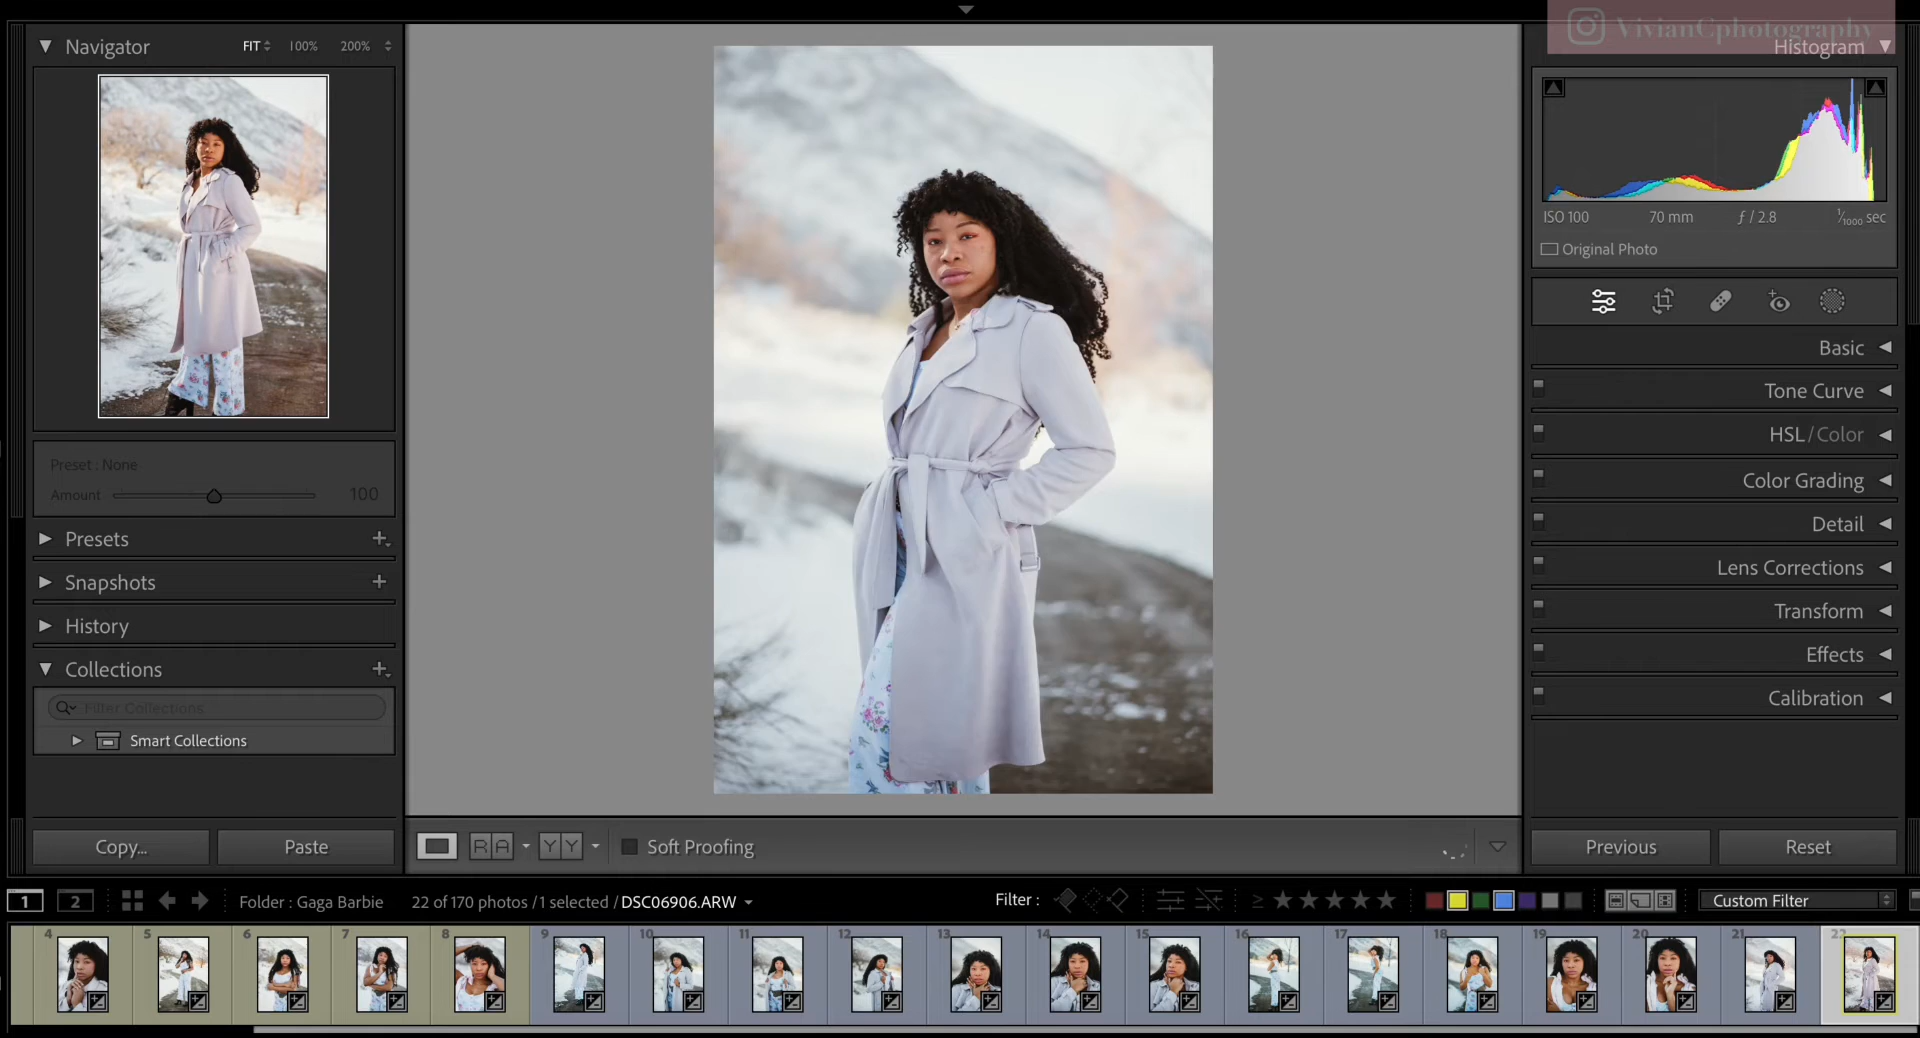 VivianCphotography
Navigator FIT 100% 200%
Histogram
ISO 100 70 mm ƒ / 2.8 1/1000 sec
Original Photo
Basic
Tone Curve
HSL / Color
Color Grading
Detail
Lens Corrections
Transform
Effects
Calibration
Preset : None
Amount 100
Presets
Snapshots
History
Collections
Filter Collections
Smart Collections
Copy... Paste
R A Y Y Soft Proofing
Previous Reset
1 2 Folder : Gaga Barbie 22 of 170 photos / 1 selected / DSC06906.ARW Filter : Custom Filter
4 5 6 7 8 9 10 11 12 13 14 15 16 17 18 19 20 21 22